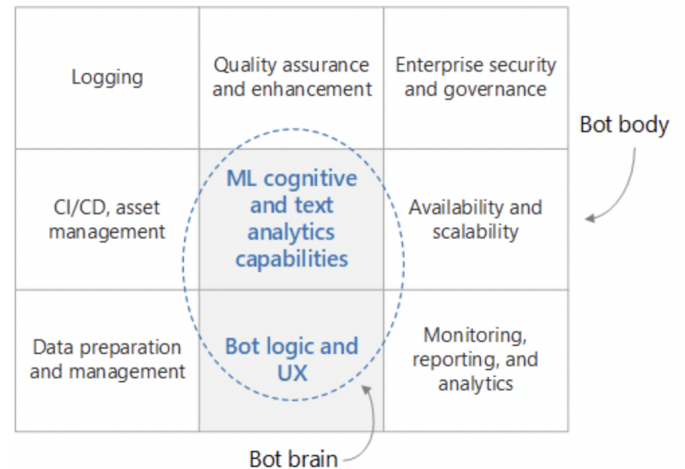 Logging
Quality assurance
and enhancement
Enterprise security
and governance
Bot body
CI/CD, asset
management
ML cognitive
and text
analytics
capabilities
Availability and
scalability
Data preparation
and management
Bot logic and
UX
Monitoring,
reporting, and
analytics
Bot brain